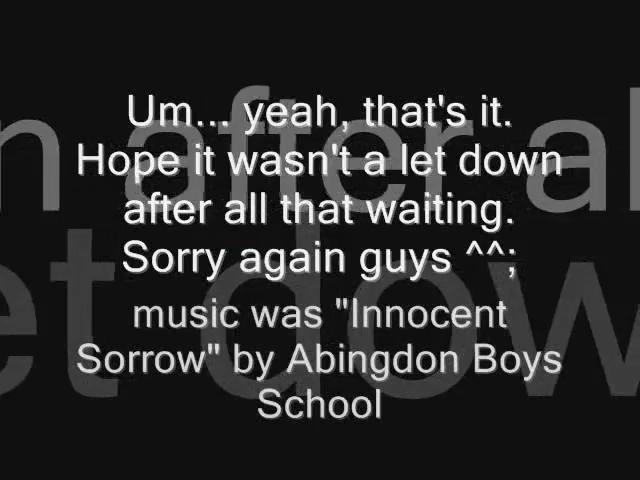 Um... yeah, that's it.
Hope it wasn't a let down
after all that waiting.
Sorry again guys ^^;
music was "Innocent
Sorrow" by Abingdon Boys
School